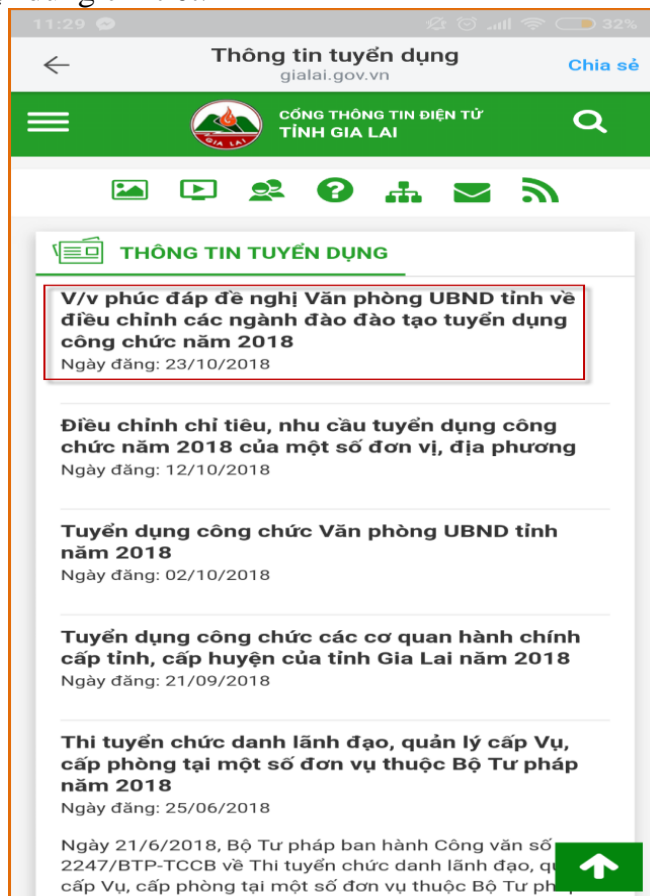 11:29
32%
Thông tin tuyển dụng
gialai.gov.vn
Chia sẻ
CỔNG THÔNG TIN ĐIỆN TỬ
TỈNH GIA LAI
GIA LAI
THÔNG TIN TUYỂN DỤNG
V/v phúc đáp đề nghị Văn phòng UBND tỉnh về
điều chỉnh các ngành đào đào tạo tuyển dụng
công chức năm 2018
Ngày đăng: 23/10/2018
Điều chỉnh chỉ tiêu, nhu cầu tuyển dụng công
chức năm 2018 của một số đơn vị, địa phương
Ngày đăng: 12/10/2018
Tuyển dụng công chức Văn phòng UBND tỉnh
năm 2018
Ngày đăng: 02/10/2018
Tuyển dụng công chức các cơ quan hành chính
cấp tỉnh, cấp huyện của tỉnh Gia Lai năm 2018
Ngày đăng: 21/09/2018
Thi tuyển chức danh lãnh đạo, quản lý cấp Vụ,
cấp phòng tại một số đơn vụ thuộc Bộ Tư pháp
năm 2018
Ngày đăng: 25/06/2018
Ngày 21/6/2018, Bộ Tư pháp ban hành Công văn số
2247/BTP-TCCB về Thi tuyển chức danh lãnh đạo,
cấp Vụ, cấp phòng tại một số đơn vụ thuộc Bộ Tư